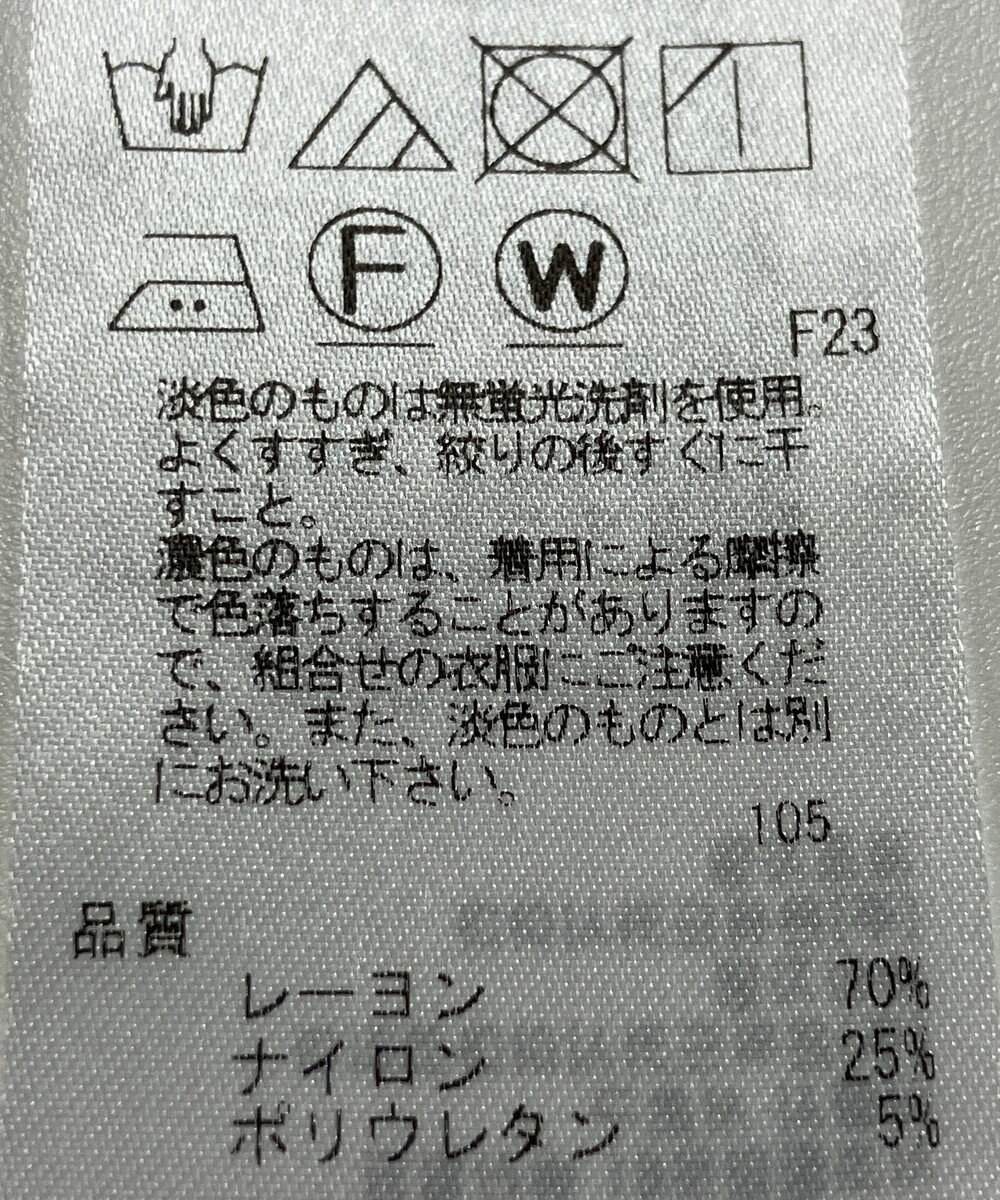 F W
F23
淡色のものは無蛍光洗剤を使用。
よくすすぎ、絞りの後すぐに干
すこと。
濃色のものは、着用による摩擦
で色落ちすることがありますの
で、組合せの衣服にご注意くだ
さい。また、淡色のものとは別
にお洗い下さい。
105
品質
レーヨン 70%
ナイロン 25%
ポリウレタン 5%